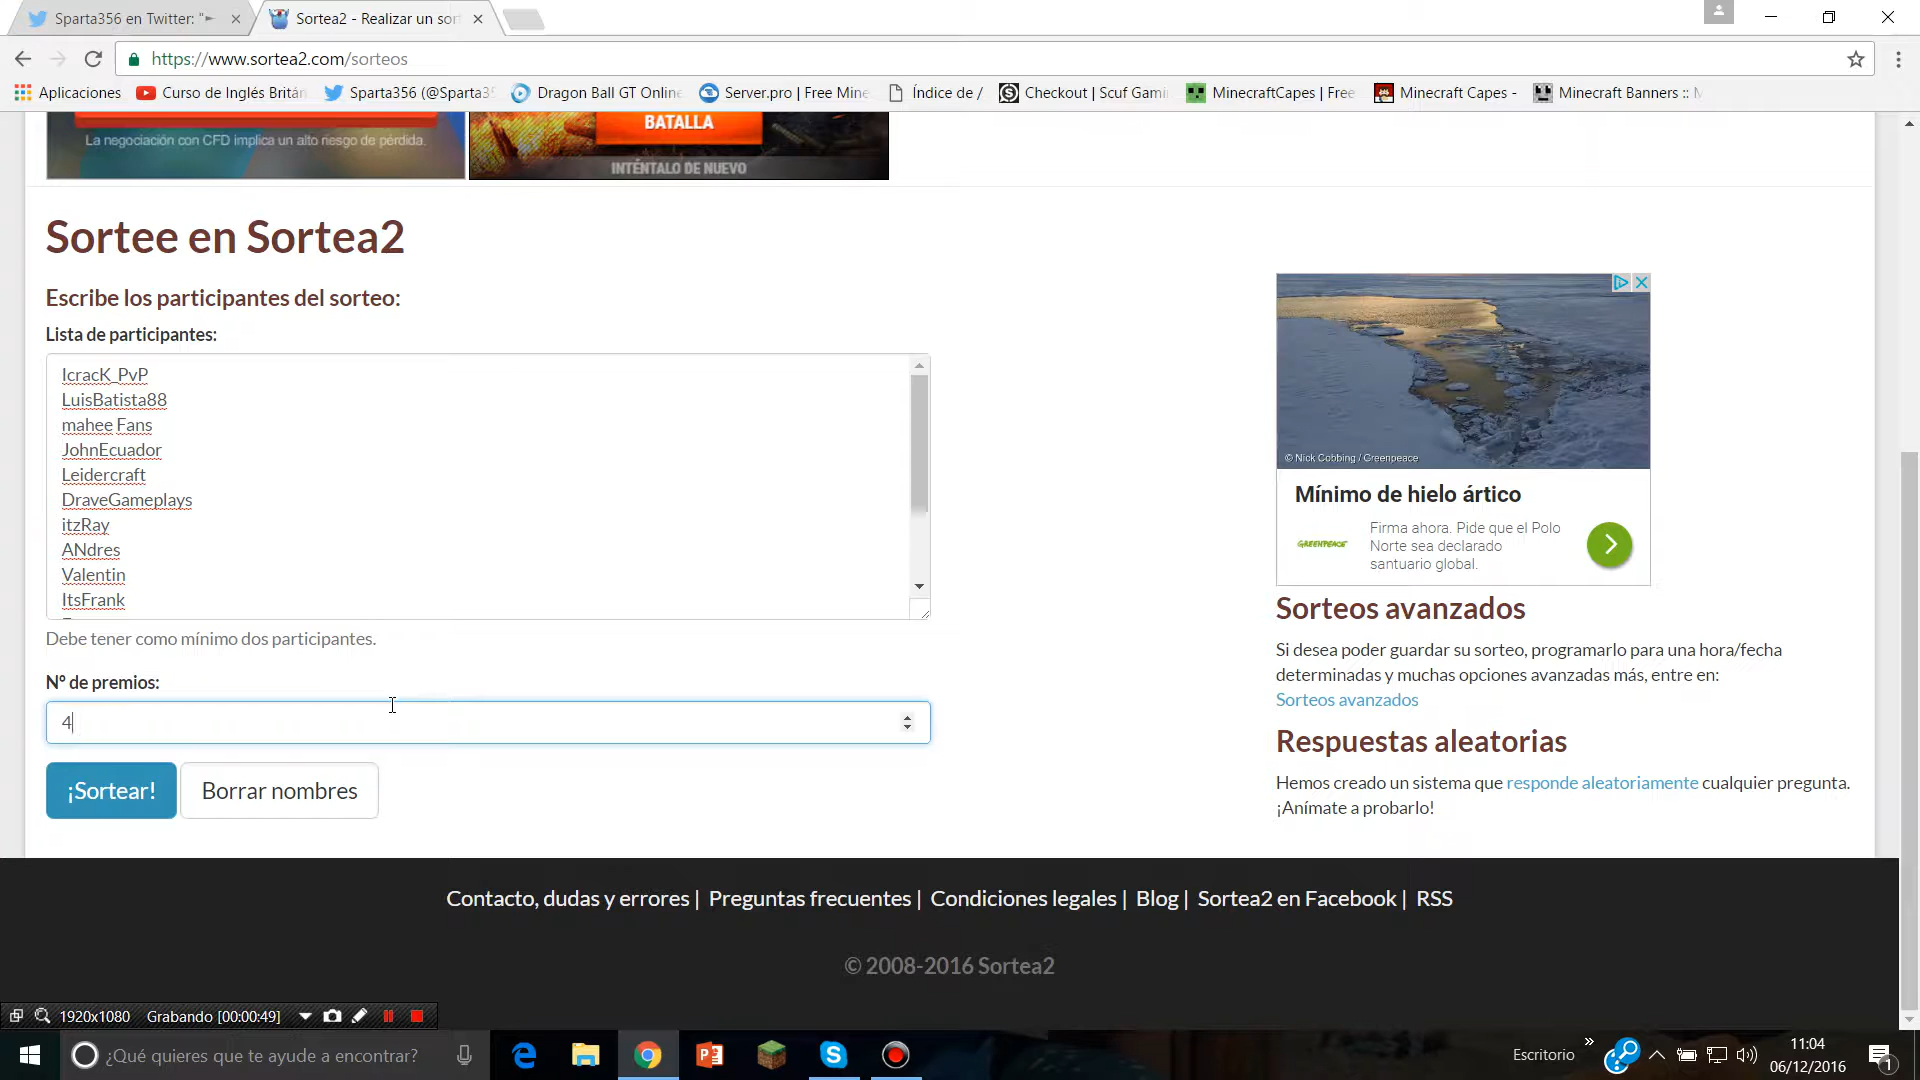 Sparta356 en Twitter: "
Sortea2 - Realizar un sor
https://www.sortea2.com/sorteos
Aplicaciones
Curso de Inglés Britán
Sparta356 (@Sparta35
Dragon Ball GT Online
Server.pro | Free Mine
Índice de /
Checkout | Scuf Gami
MinecraftCapes | Free
Minecraft Capes -
Minecraft Banners ::
La negociación con CFD implica un alto riesgo de pérdida.
BATALLA
INTÉNTALO DE NUEVO
Sortee en Sortea2
Escribe los participantes del sorteo:
Lista de participantes:
IcracK_PvP
LuisBatista88
mahee Fans
JohnEcuador
Leidercraft
DraveGameplays
itzRay
ANdres
Valentin
ItsFrank
Debe tener como mínimo dos participantes.
Nº de premios:
4
¡Sortear!
Borrar nombres
© Nick Cobbing / Greenpeace
Mínimo de hielo ártico
GREENPEACE
Firma ahora. Pide que el Polo
Norte sea declarado
santuario global.
Sorteos avanzados
Si desea poder guardar su sorteo, programarlo para una hora/fecha
determinadas y muchas opciones avanzadas más, entre en:
Sorteos avanzados
Respuestas aleatorias
Hemos creado un sistema que responde aleatoriamente cualquier pregunta.
¡Anímate a probarlo!
Contacto, dudas y errores | Preguntas frecuentes | Condiciones legales | Blog | Sortea2 en Facebook | RSS
© 2008-2016 Sortea2
1920x1080 Grabando [00:00:49]
¿Qué quieres que te ayude a encontrar?
Escritorio
11:04
06/12/2016
1